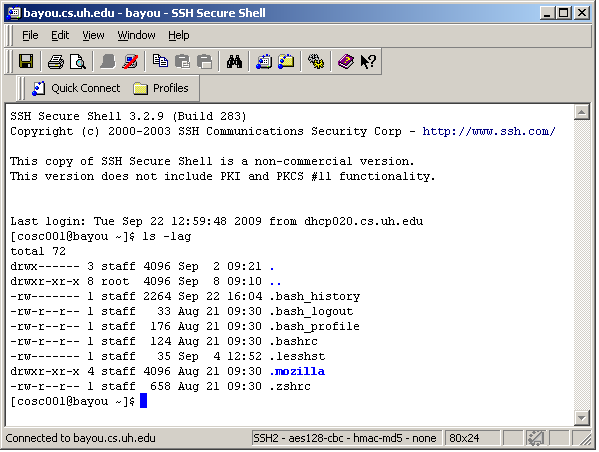 bayou.cs.uh.edu - bayou - SSH Secure Shell
File Edit View Window Help
Quick Connect Profiles
SSH Secure Shell 3.2.9 (Build 283)
Copyright (c) 2000-2003 SSH Communications Security Corp - http://www.ssh.com/
This copy of SSH Secure Shell is a non-commercial version.
This version does not include PKI and PKCS #11 functionality.
Last login: Tue Sep 22 12:59:48 2009 from dhcp020.cs.uh.edu
[cosc001@bayou ~]$ ls -lag
total 72
drwx------ 3 staff 4096 Sep  2 09:21 .
drwxr-xr-x 8 root  4096 Sep  8 09:10 ..
-rw------- 1 staff 2264 Sep 22 16:04 .bash_history
-rw-r--r-- 1 staff   33 Aug 21 09:30 .bash_logout
-rw-r--r-- 1 staff  176 Aug 21 09:30 .bash_profile
-rw-r--r-- 1 staff  124 Aug 21 09:30 .bashrc
-rw------- 1 staff   35 Sep  4 12:52 .lesshst
drwxr-xr-x 4 staff 4096 Aug 21 09:30 .mozilla
-rw-r--r-- 1 staff  658 Aug 21 09:30 .zshrc
[cosc001@bayou ~]$
Connected to bayou.cs.uh.edu SSH2 - aes128-cbc - hmac-md5 - none 80x24